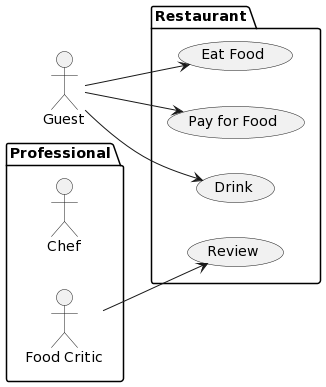 Restaurant
Eat Food
Guest
Pay for Food
Professional
Drink
Chef
Review
Food Critic